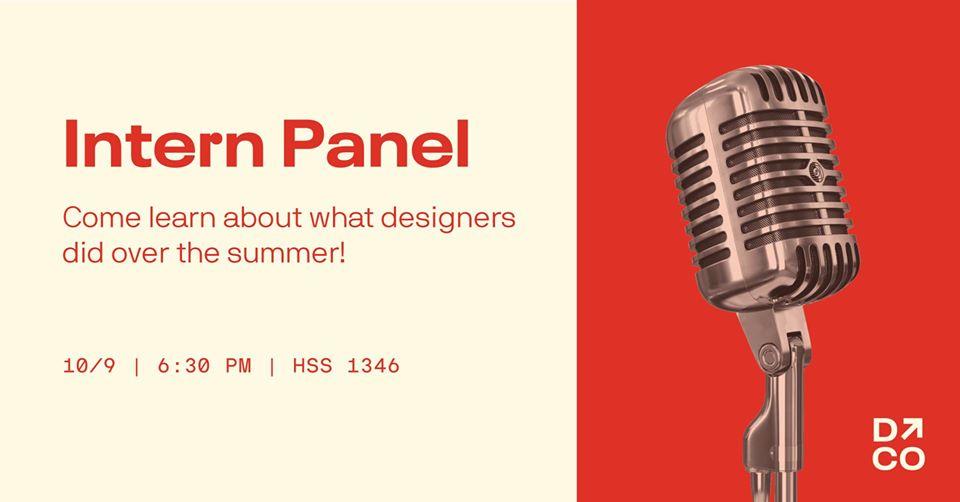 Intern Panel
Come learn about what designers
did over the summer!
10/9 | 6:30 PM | HSS 1346
D↗
CO